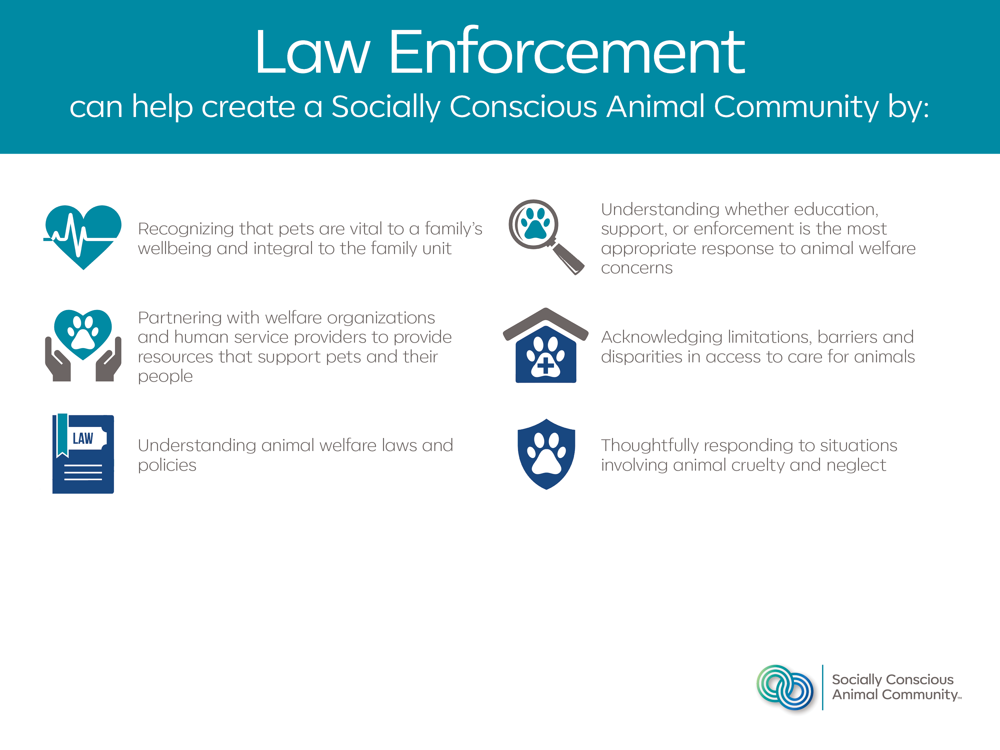 Law Enforcement
can help create a Socially Conscious Animal Community by:
Recognizing that pets are vital to a family’s
wellbeing and integral to the family unit
Understanding whether education,
support, or enforcement is the most
appropriate response to animal welfare
concerns
Partnering with welfare organizations
and human service providers to provide
resources that support pets and their
people
Acknowledging limitations, barriers and
disparities in access to care for animals
LAW
Understanding animal welfare laws and
policies
Thoughtfully responding to situations
involving animal cruelty and neglect
Socially Conscious
Animal Community™